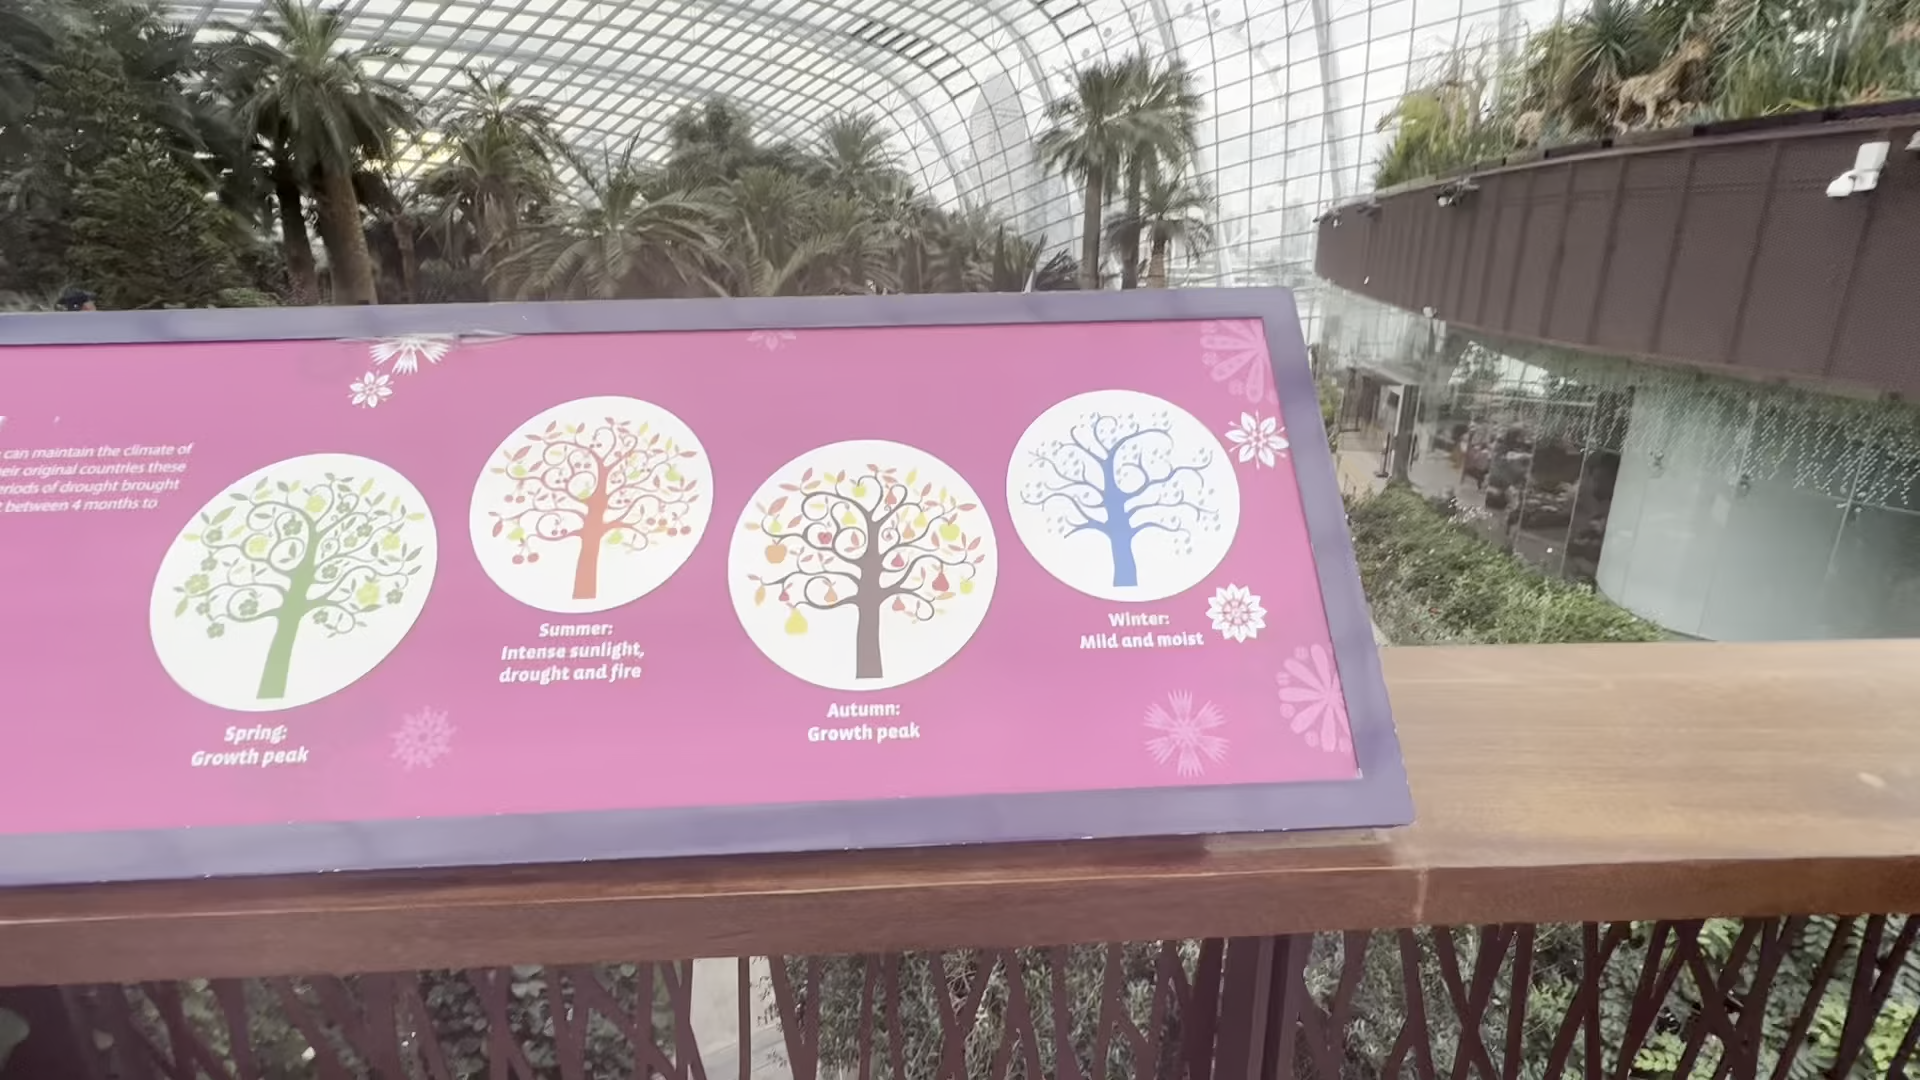 can maintain the climate of
eir original countries these
eriods of drought brought
between 4 months to
Spring:
Growth peak
Summer:
Intense sunlight,
drought and fire
Autumn:
Growth peak
Winter:
Mild and moist